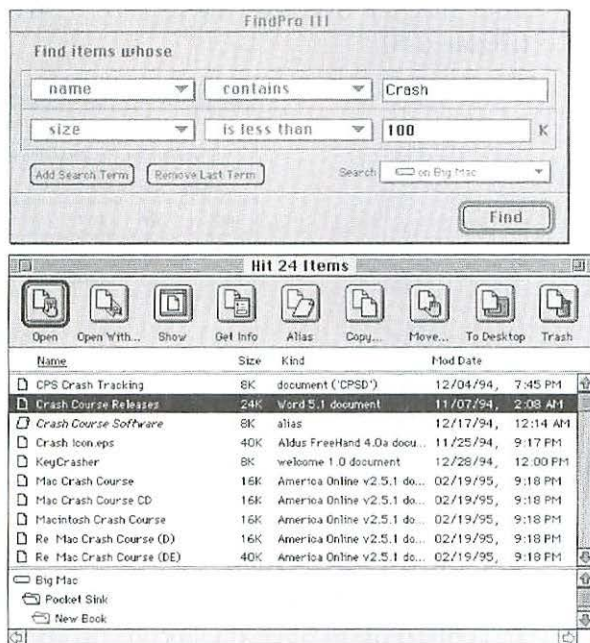 FindPro III
Find items whose
name contains Crash
size is less than 100 K
Add Search Term Remove Last Term Search on Big Mac
Find
Hit 24 Items
Open Open With... Show Get Info Alias Copy... Move... To Desktop Trash
Name Size Kind Mod Date
CPS Crash Tracking 8K document ('CPSD') 12/04/94, 7:45 PM
Crash Course Releases 24K Word 5.1 document 11/07/94, 2:08 AM
Crash Course Software 8K alias 12/17/94, 12:14 AM
Crash Icon.eps 40K Aldus FreeHand 4.0a docu... 11/25/94, 9:17 PM
KeyCrasher 8K welcome 1.0 document 12/28/94, 12:00 PM
Mac Crash Course 16K America Online v2.5.1 do... 02/19/95, 9:18 PM
Mac Crash Course CD 16K America Online v2.5.1 do... 02/19/95, 9:18 PM
Macintosh Crash Course 16K America Online v2.5.1 do... 02/19/95, 9:18 PM
Re Mac Crash Course (D) 16K America Online v2.5.1 do... 02/19/95, 9:18 PM
Re Mac Crash Course (DE) 40K America Online v2.5.1 do... 02/19/95, 9:18 PM
Big Mac
Pocket Sink
New Book